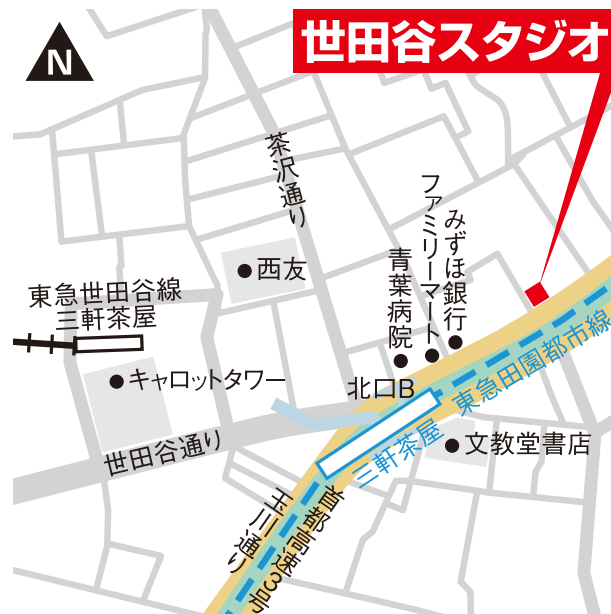 世田谷スタジオ
N
茶沢通り
ファミリーマート
みずほ銀行
青葉病院
西友
東急世田谷線
三軒茶屋
キャロットタワー
北口B
東急田園都市線
三軒茶屋
文教堂書店
世田谷通り
玉川通り
首都高速3号